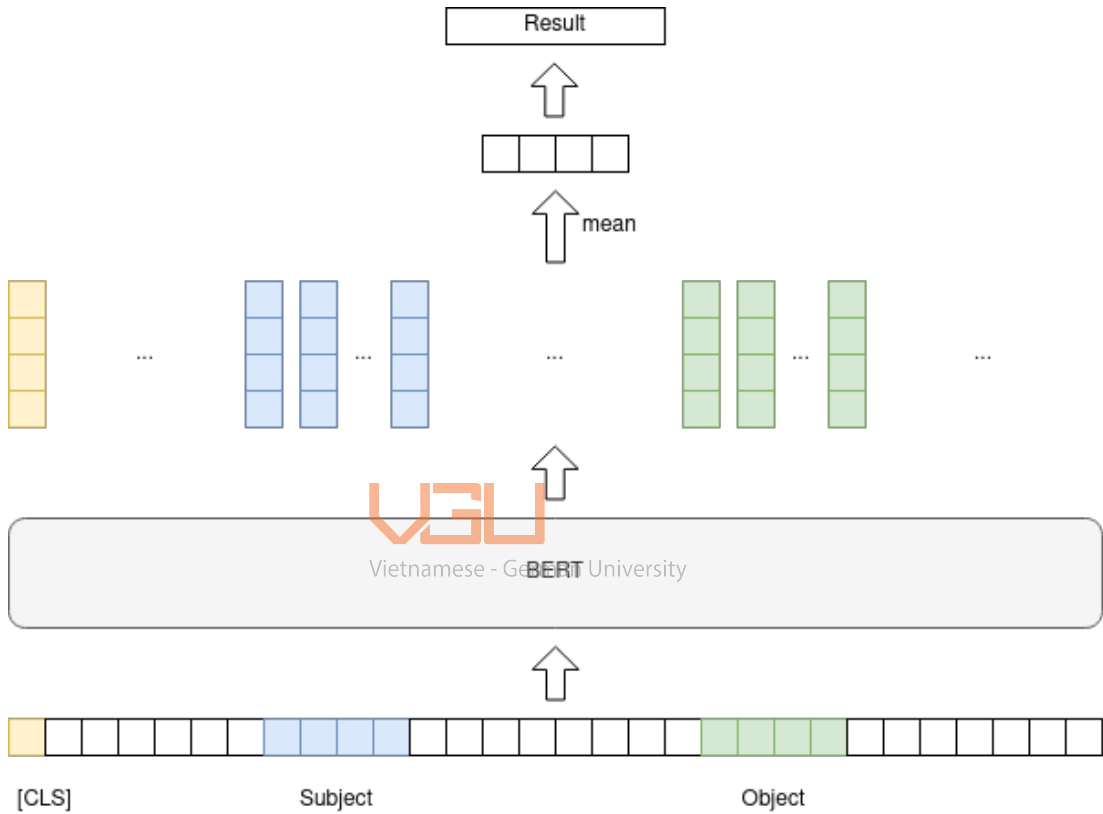 Result
mean
... ... ... ... ...
VGU
Vietnamese - German University
BERT
[CLS] Subject Object